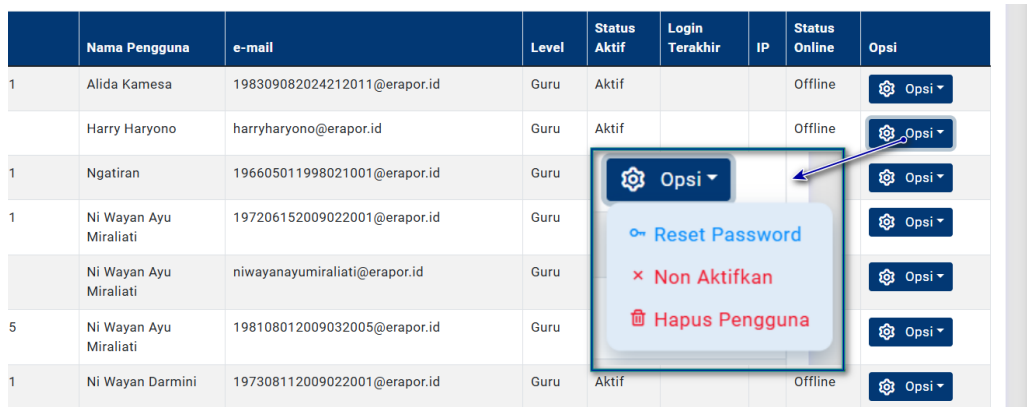 Nama Pengguna e-mail Level Status Aktif Login Terakhir IP Status Online Opsi
1 Alida Kamesa 198309082024212011@erapor.id Guru Aktif Offline Opsi
Harry Haryono harryharyono@erapor.id Guru Aktif Offline Opsi
1 Ngatiran 196605011998021001@erapor.id Guru Opsi
1 Ni Wayan Ayu Miraliati 197206152009022001@erapor.id Guru Opsi
Ni Wayan Ayu Miraliati niwayanayumiraliati@erapor.id Guru Opsi
5 Ni Wayan Ayu Miraliati 198108012009032005@erapor.id Guru Opsi
1 Ni Wayan Darmini 197308112009022001@erapor.id Guru Aktif Offline Opsi
Opsi
Reset Password
Non Aktifkan
Hapus Pengguna